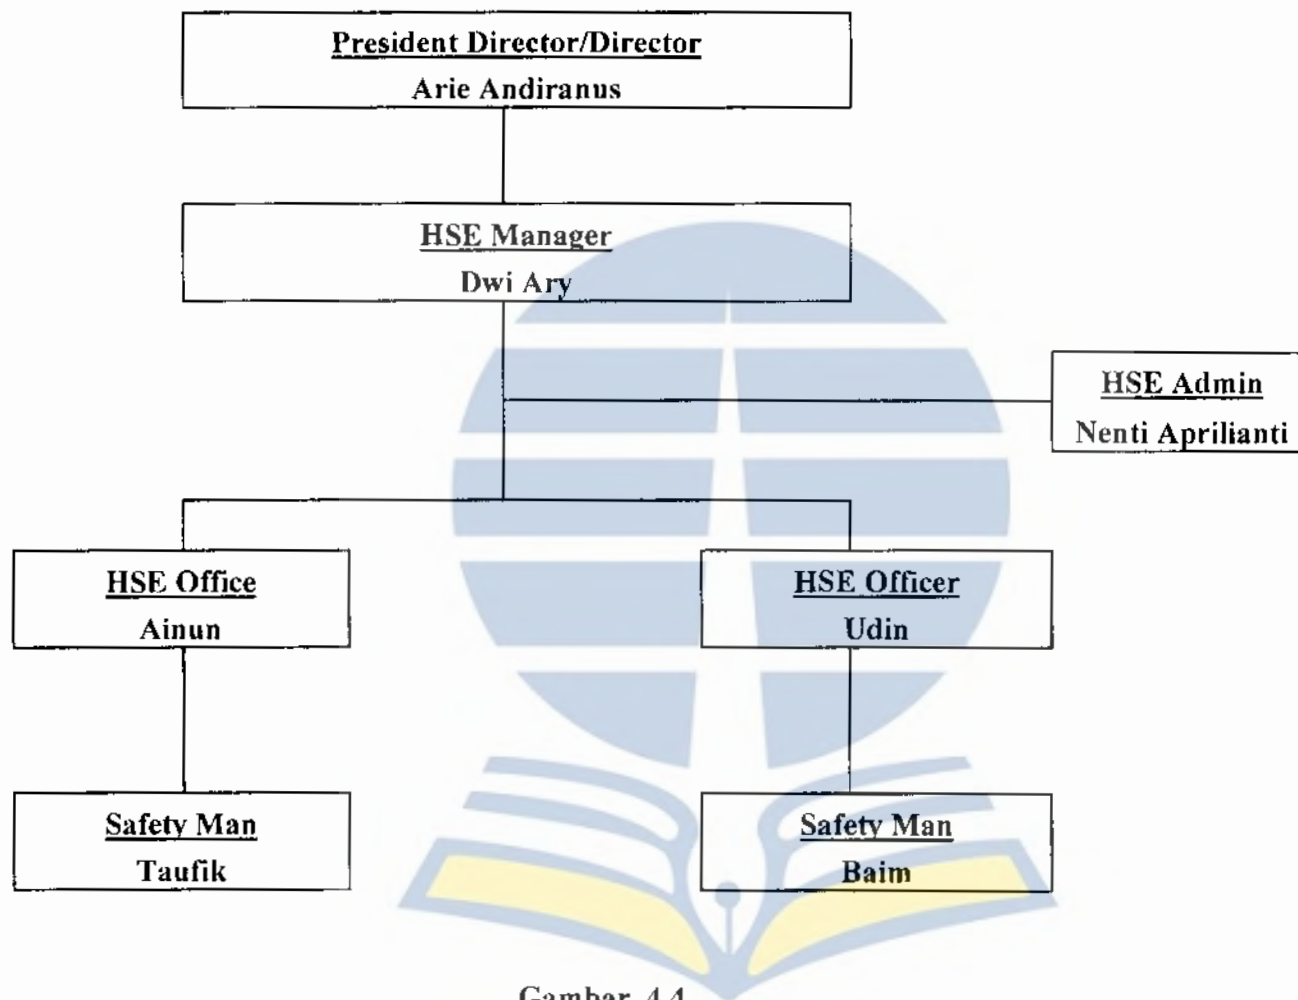 President Director/Director
Arie Andiranus
HSE Manager
Dwi Ary
HSE Admin
Nenti Aprilianti
HSE Office
Ainun
HSE Officer
Udin
Safety Man
Taufik
Safety Man
Baim
Gambar 4.4